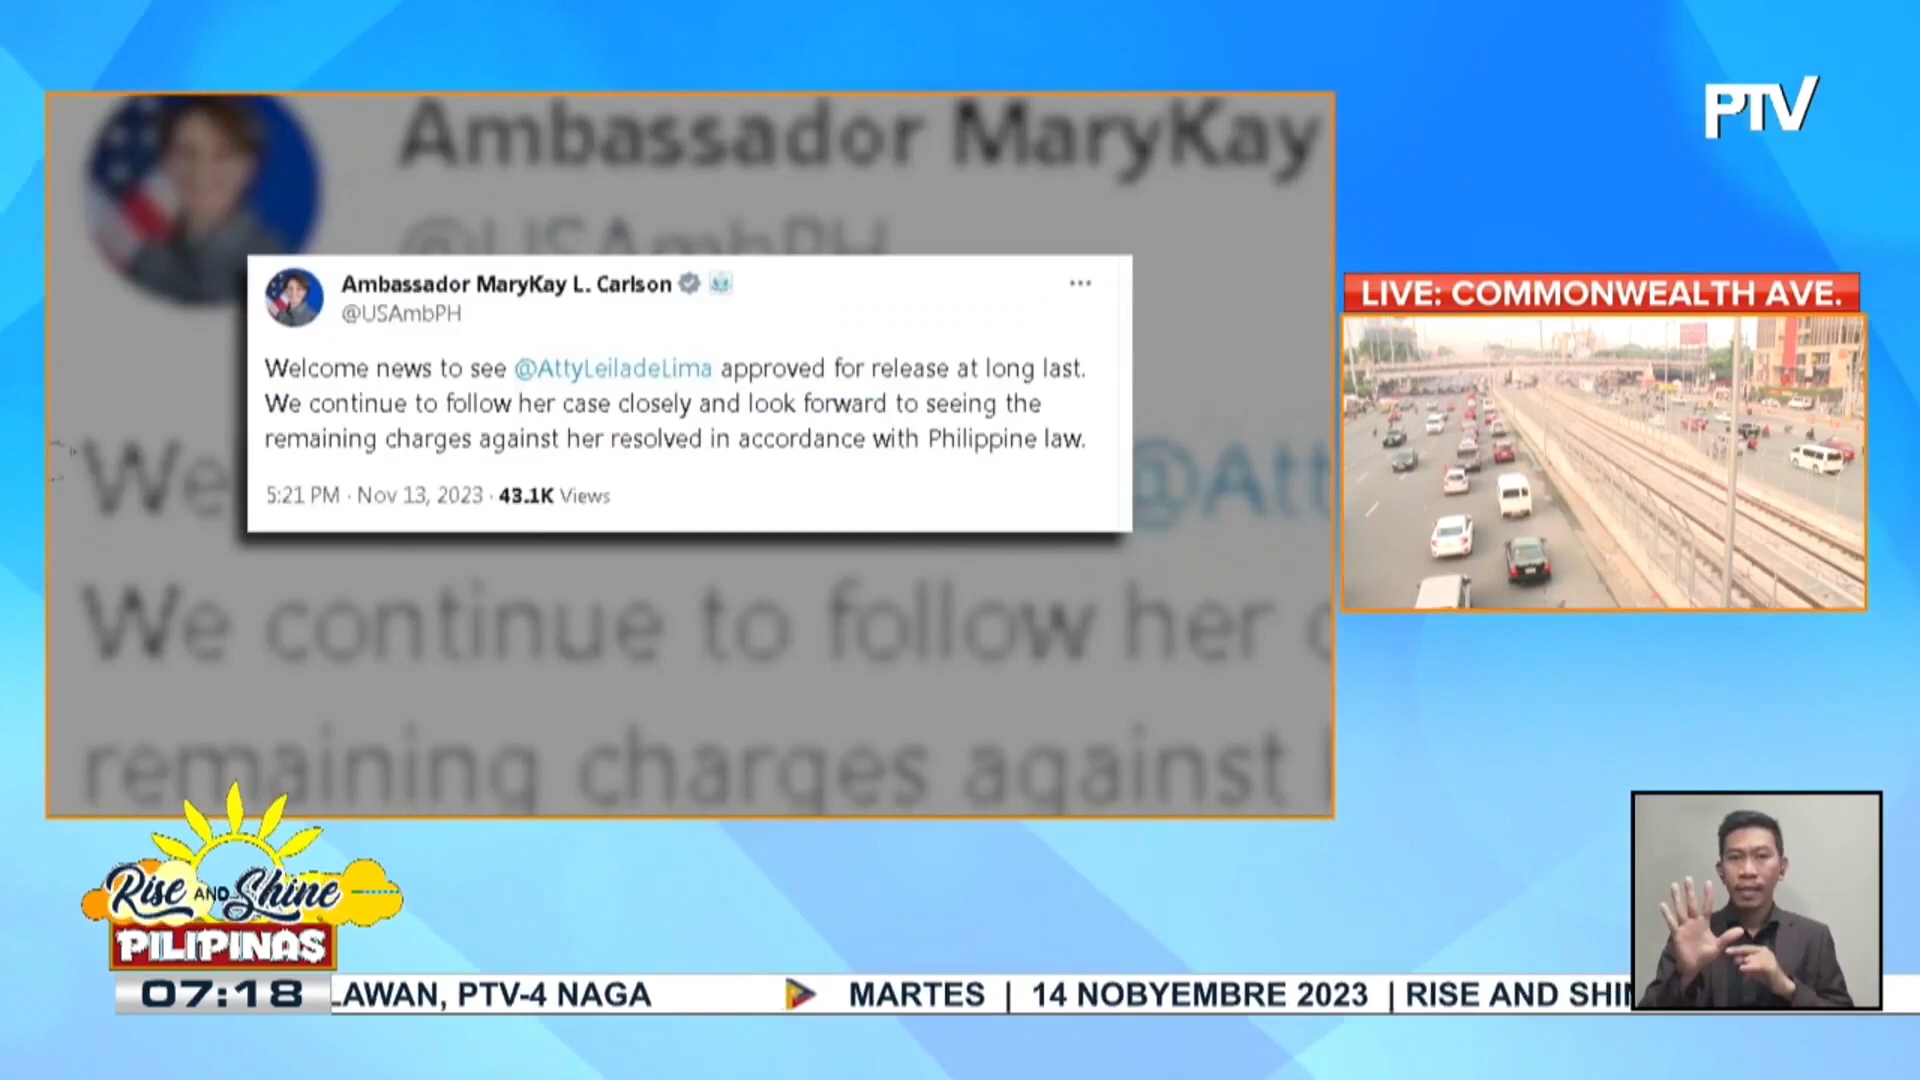 PTV
Ambassador MaryKay
@USAmbPH
Ambassador MaryKay L. Carlson
@USAmbPH
Welcome news to see @AttyLeiladeLima approved for release at long last.
We continue to follow her case closely and look forward to seeing the
remaining charges against her resolved in accordance with Philippine law.
5:21 PM · Nov 13, 2023 · 43.1K Views
We
@Att
We continue to follow her
remaining charges against
LIVE: COMMONWEALTH AVE.
Rise AND Shine
PILIPINAS
07:18
LAWAN, PTV-4 NAGA MARTES | 14 NOBYEMBRE 2023 | RISE AND SHI